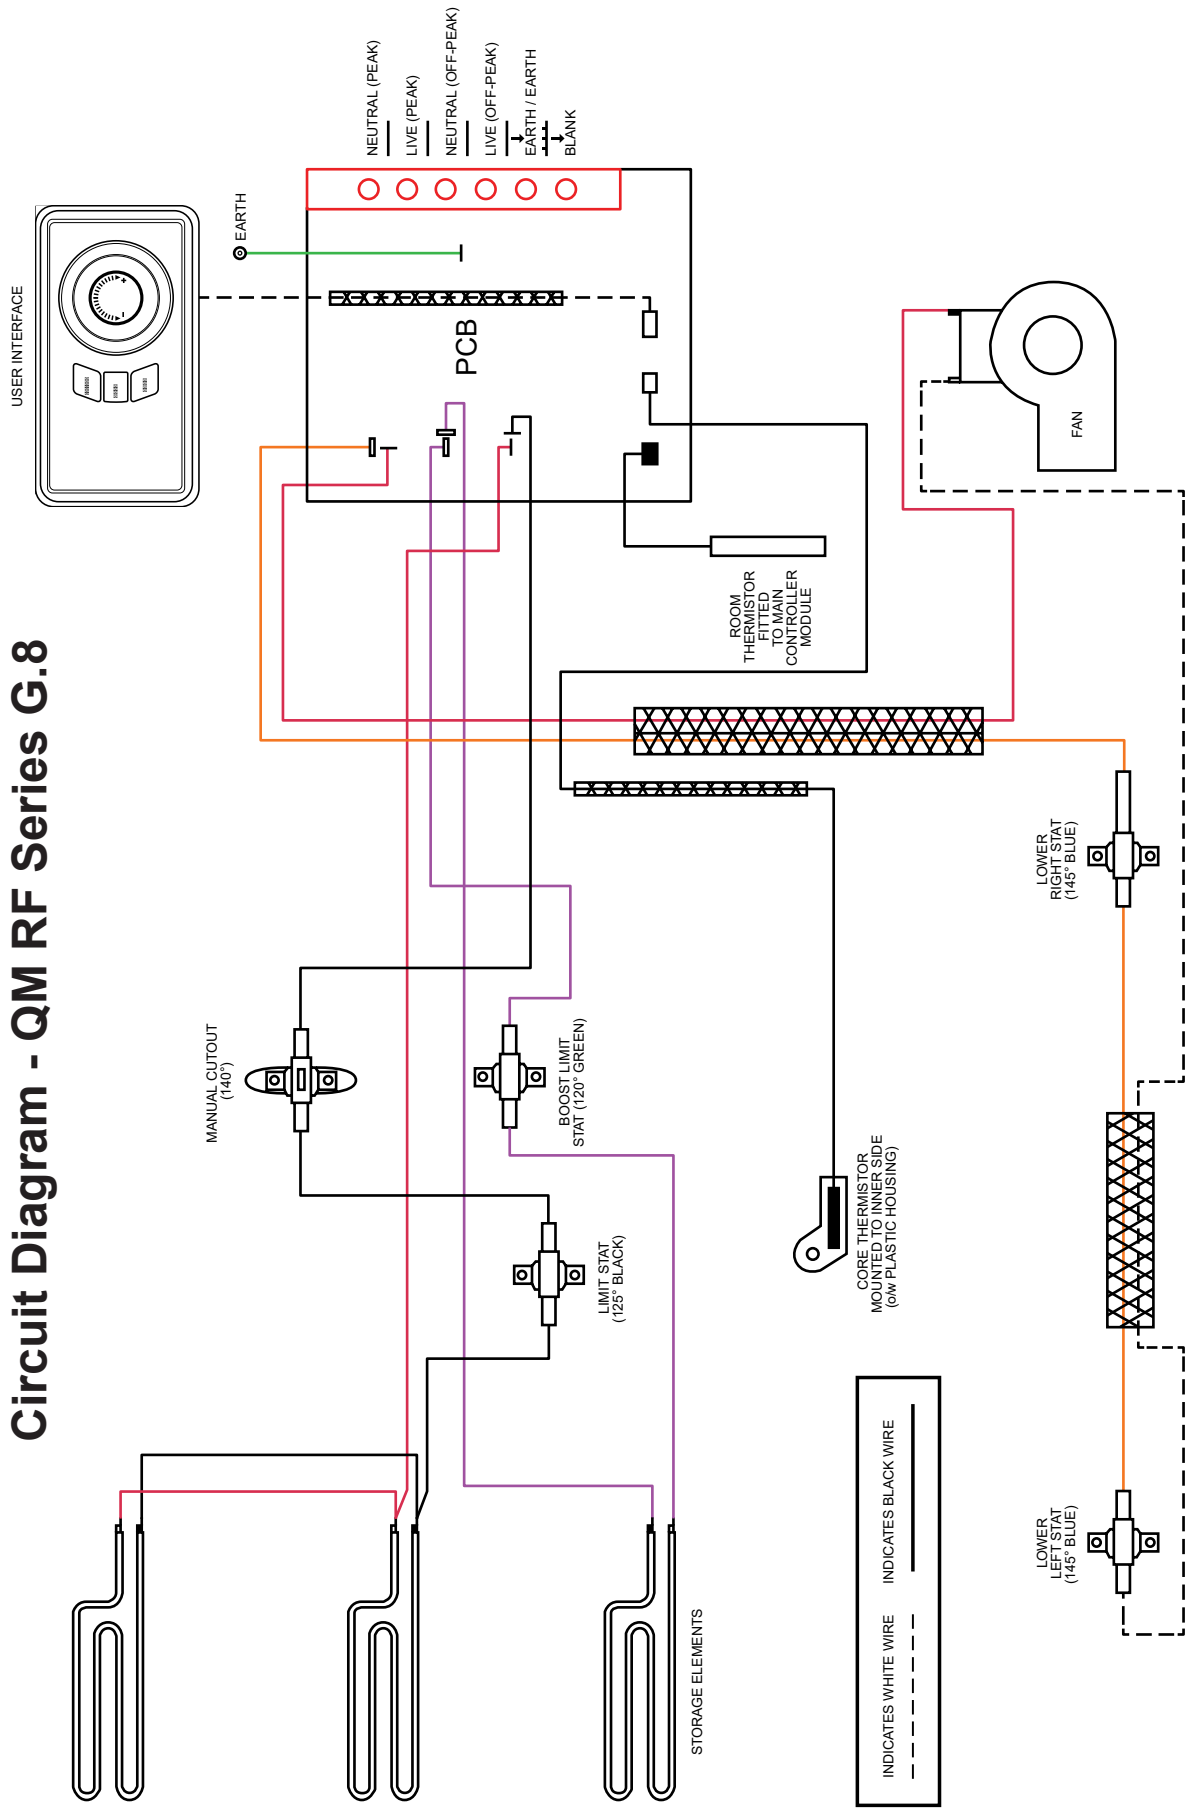 Circuit Diagram - QM RF Series G.8
USER INTERFACE
EARTH
NEUTRAL (PEAK)
LIVE (PEAK)
NEUTRAL (OFF-PEAK)
LIVE (OFF-PEAK)
EARTH / EARTH
BLANK
PCB
MANUAL CUTOUT
(140°)
BOOST LIMIT
STAT (120° GREEN)
LIMIT STAT
(125° BLACK)
ROOM
THERMISTOR
FITTED
TO MAIN
CONTROLLER
MODULE
FAN
STORAGE ELEMENTS
CORE THERMISTOR
MOUNTED TO INNER SIDE
(o/w PLASTIC HOUSING)
LOWER
LEFT STAT
(145° BLUE)
LOWER
RIGHT STAT
(145° BLUE)
INDICATES WHITE WIRE
INDICATES BLACK WIRE